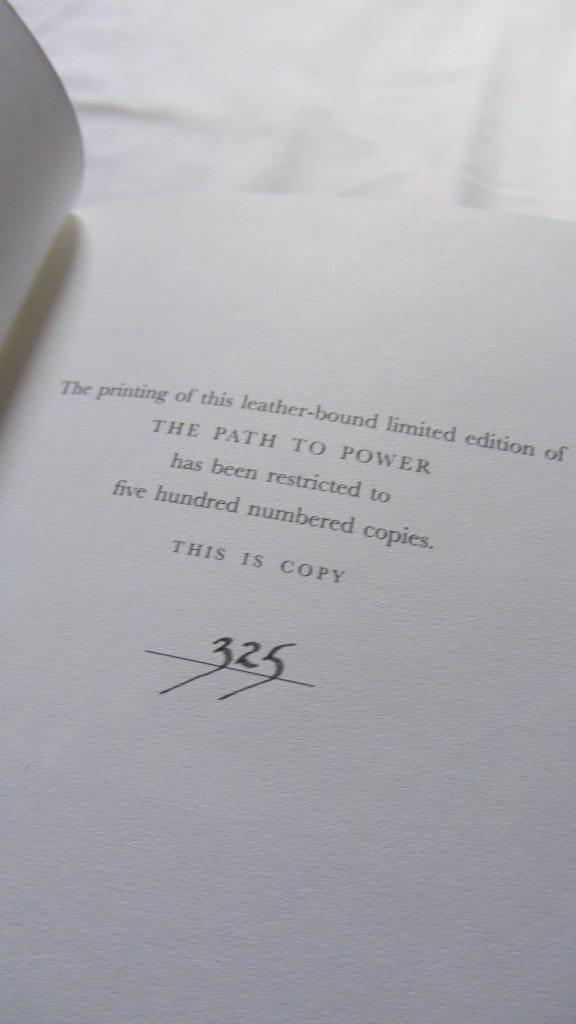 The printing of this leather-bound limited edition of
THE PATH TO POWER
has been restricted to
five hundred numbered copies.
THIS IS COPY
325